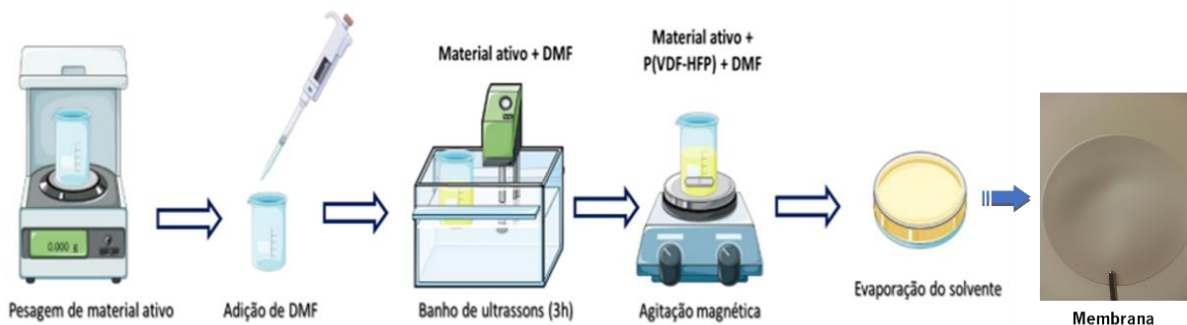 Material ativo + DMF
Material ativo +
P(VDF-HFP) + DMF
0.000 g
Pesagem de material ativo
Adição de DMF
Banho de ultrassons (3h)
Agitação magnética
Evaporação do solvente
Membrana